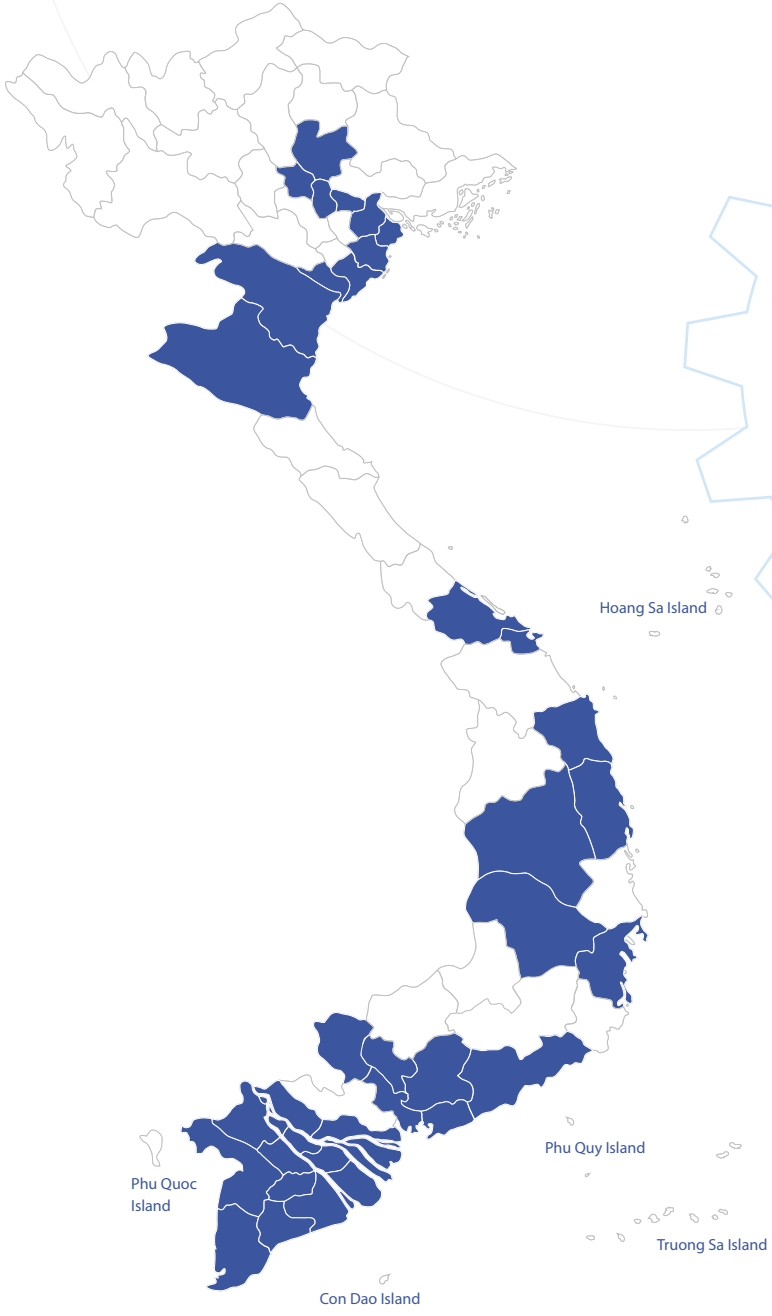 Hoang Sa Island
Phu Quy Island
Phu Quoc
Island
Truong Sa Island
Con Dao Island